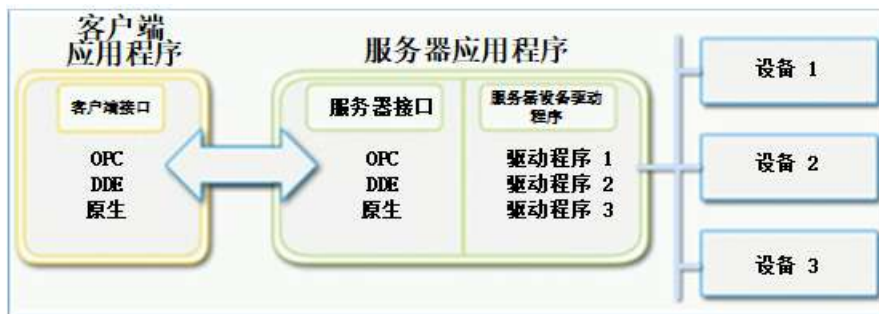 客户端
应用程序
服务器应用程序
客户端接口
OPC
DDE
原生
服务器接口
OPC
DDE
原生
服务器设备驱动
程序
驱动程序 1
驱动程序 2
驱动程序 3
设备 1
设备 2
设备 3